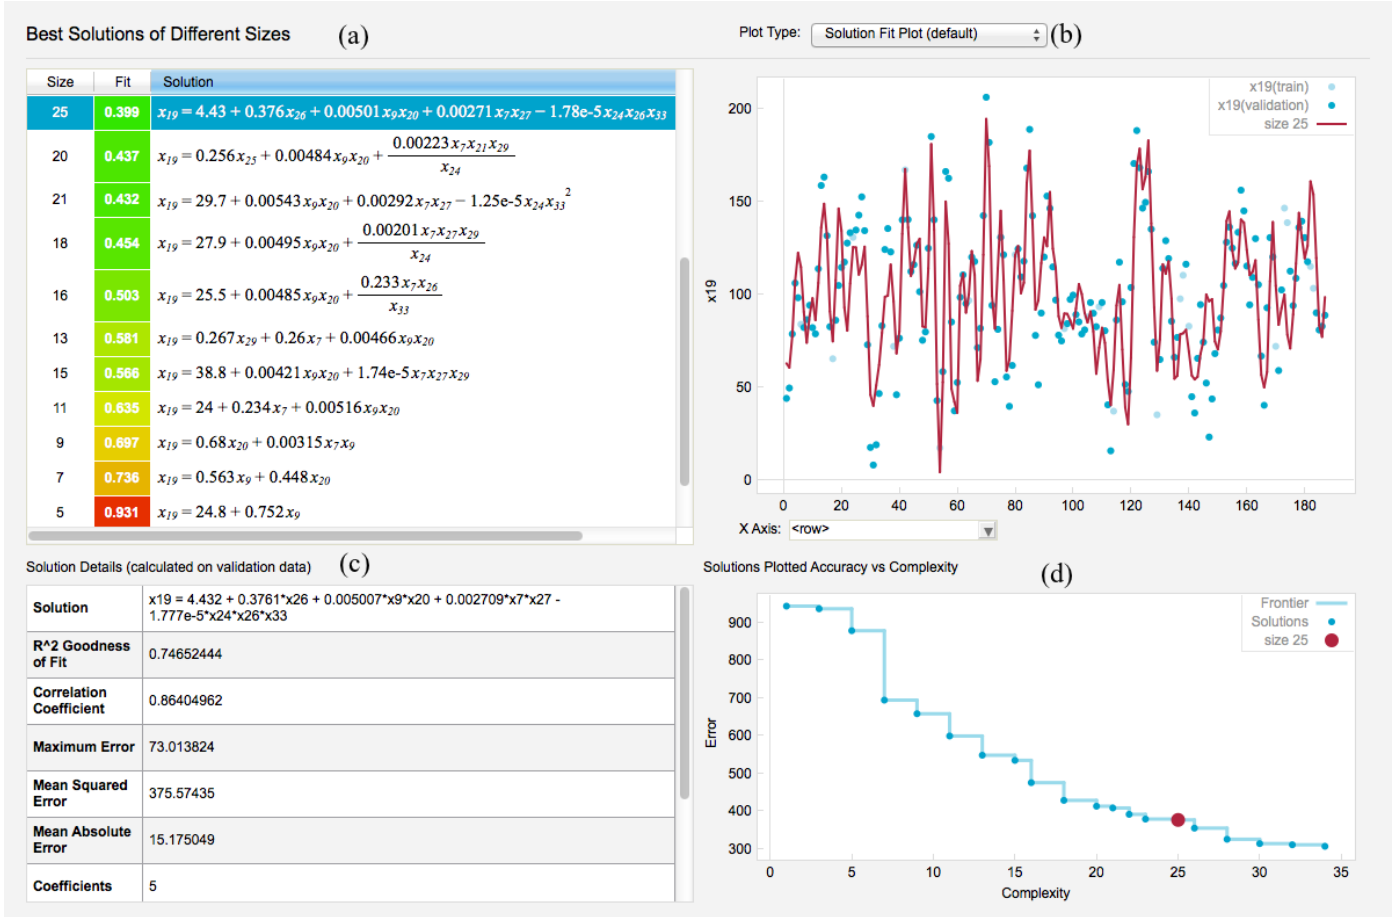 Best Solutions of Different Sizes (a)
Size Fit Solution
25 0.399 x₁₉ = 4.43 + 0.376x₂₆ + 0.00501x₉x₂₀ + 0.00271x₇x₂₇ − 1.78e-5x₂₄x₂₆x₃₃
20 0.437 x₁₉ = 0.256x₂₅ + 0.00484x₉x₂₀ + 0.00223x₇x₂₁x₂₉ / x₂₄
21 0.432 x₁₉ = 29.7 + 0.00543x₉x₂₀ + 0.00292x₇x₂₇ − 1.25e-5x₂₄x₃₃²
18 0.454 x₁₉ = 27.9 + 0.00495x₉x₂₀ + 0.00201x₇x₂₇x₂₉ / x₂₄
16 0.503 x₁₉ = 25.5 + 0.00485x₉x₂₀ + 0.233x₇x₂₆ / x₃₃
13 0.581 x₁₉ = 0.267x₂₉ + 0.26x₇ + 0.00466x₉x₂₀
15 0.566 x₁₉ = 38.8 + 0.00421x₉x₂₀ + 1.74e-5x₇x₂₇x₂₉
11 0.635 x₁₉ = 24 + 0.234x₇ + 0.00516x₉x₂₀
9 0.697 x₁₉ = 0.68x₂₀ + 0.00315x₇x₉
7 0.736 x₁₉ = 0.563x₉ + 0.448x₂₀
5 0.931 x₁₉ = 24.8 + 0.752x₉
Plot Type: Solution Fit Plot (default) (b)
x19(train)
x19(validation)
size 25
200
150
100
50
0
x19
0 20 40 60 80 100 120 140 160 180
X Axis: <row>
Solution Details (calculated on validation data) (c)
Solution x19 = 4.432 + 0.3761*x26 + 0.005007*x9*x20 + 0.002709*x7*x27 -
1.777e-5*x24*x26*x33
R^2 Goodness
of Fit 0.74652444
Correlation
Coefficient 0.86404962
Maximum Error 73.013824
Mean Squared
Error 375.57435
Mean Absolute
Error 15.175049
Coefficients 5
Solutions Plotted Accuracy vs Complexity (d)
Frontier
Solutions
size 25
900
800
700
600
500
400
300
Error
0 5 10 15 20 25 30 35
Complexity